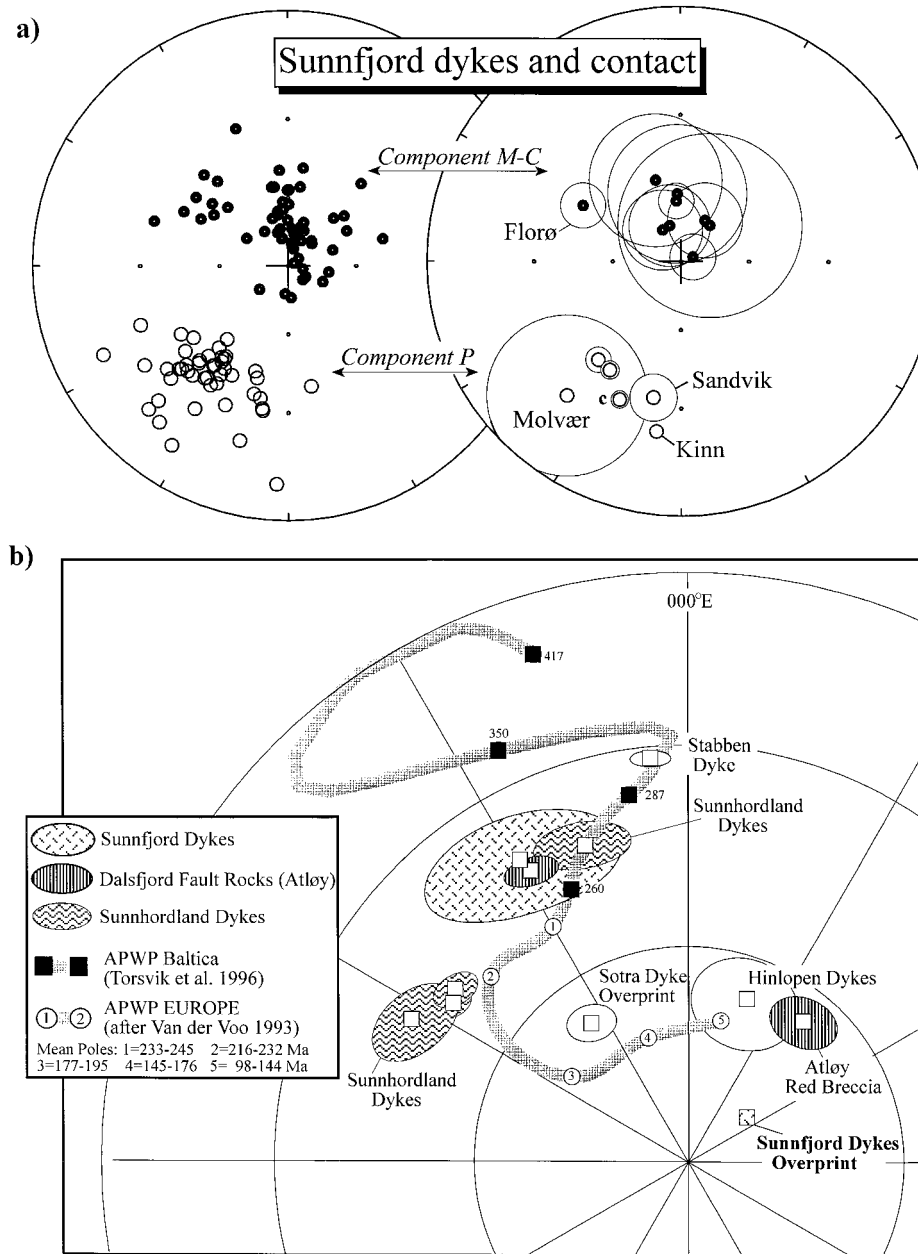 a)
Sunnfjord dykes and contact
Component M-C
Florø
Component P
Sandvik
c
Molvær
Kinn
b)
000°E
417
350
Stabben
Dyke
287
Sunnhordland
Dykes
Sunnfjord Dykes
Dalsfjord Fault Rocks (Atløy)
Sunnhordland Dykes
APWP Baltica
(Torsvik et al. 1996)
1 2 APWP EUROPE
(after Van der Voo 1993)
Mean Poles: 1=233-245 2=216-232 Ma
3=177-195 4=145-176 5= 98-144 Ma
260
1
2
Sotra Dyke
Overprint
Hinlopen Dykes
5
4
3
Atløy
Red Breccia
Sunnhordland
Dykes
Sunnfjord Dykes
Overprint